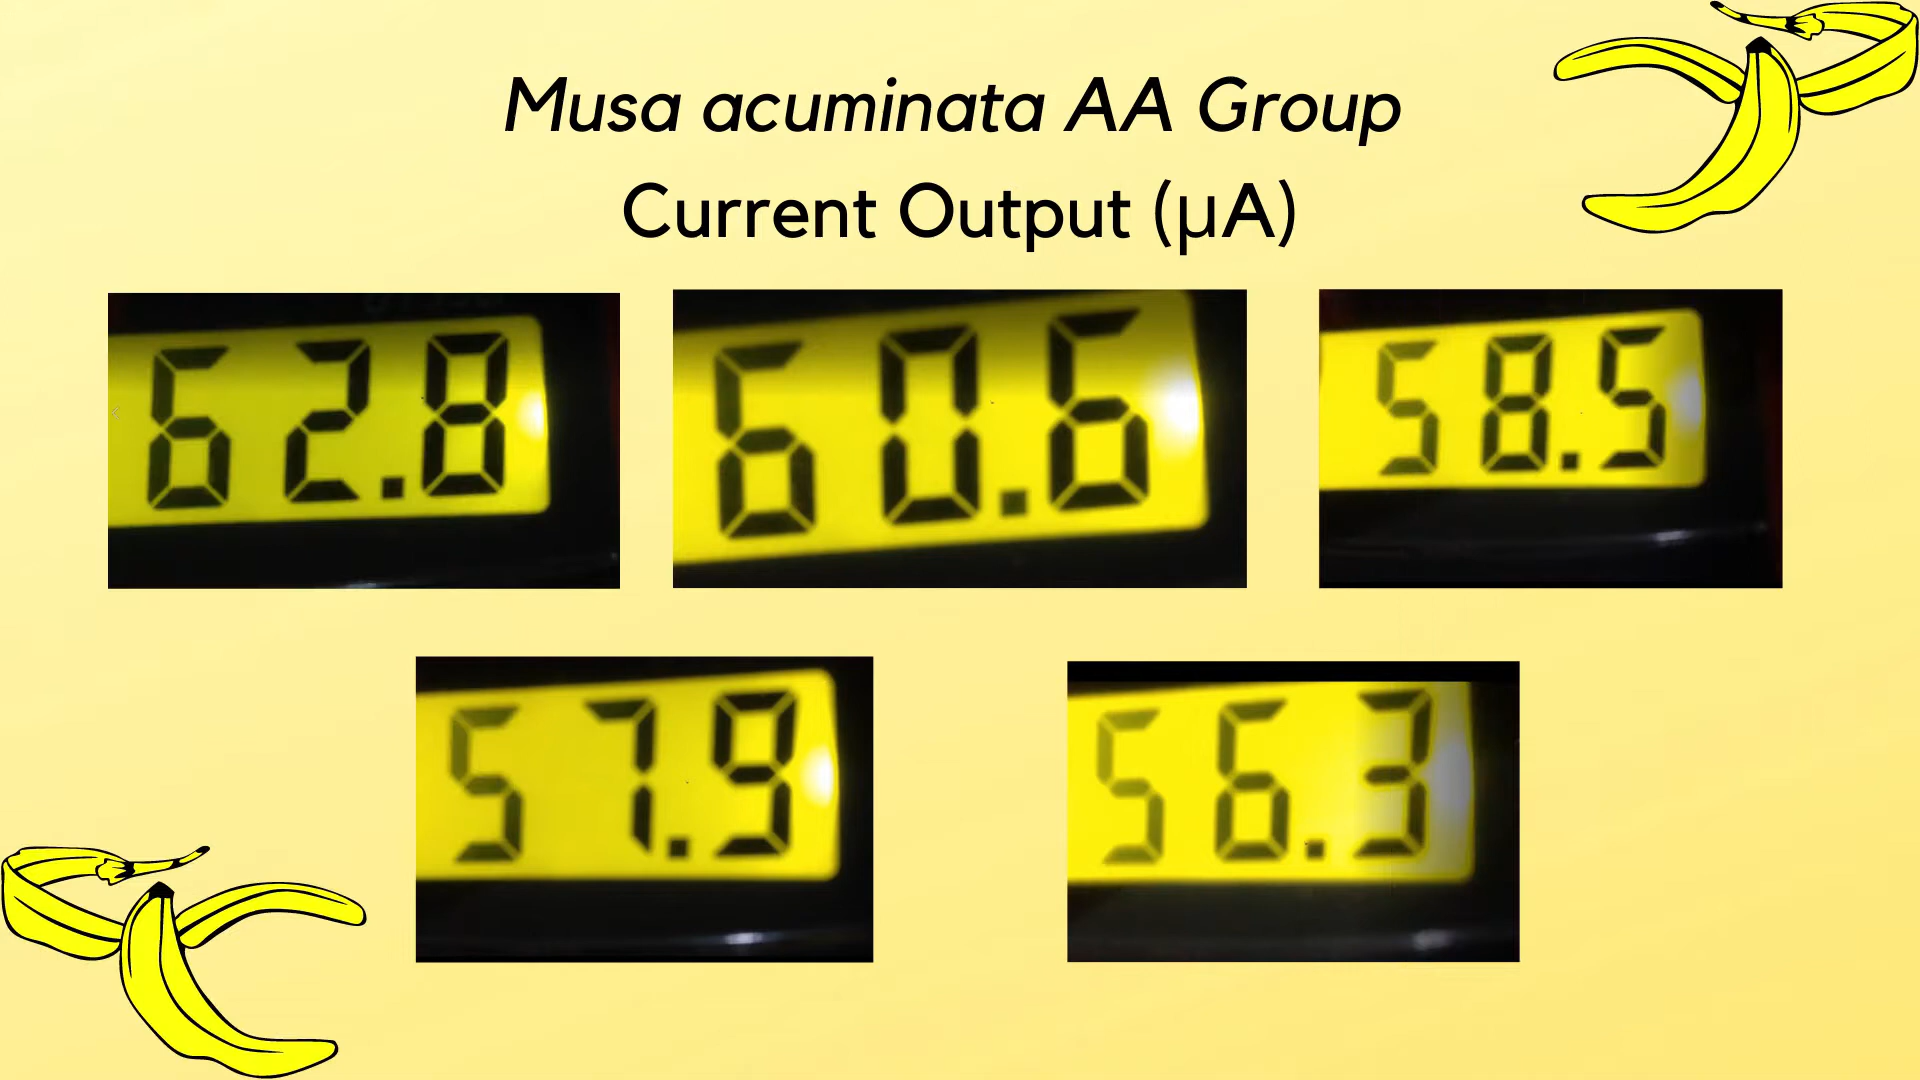 Musa acuminata AA Group
Current Output (µA)
62.8
60.6
58.5
57.9
56.3